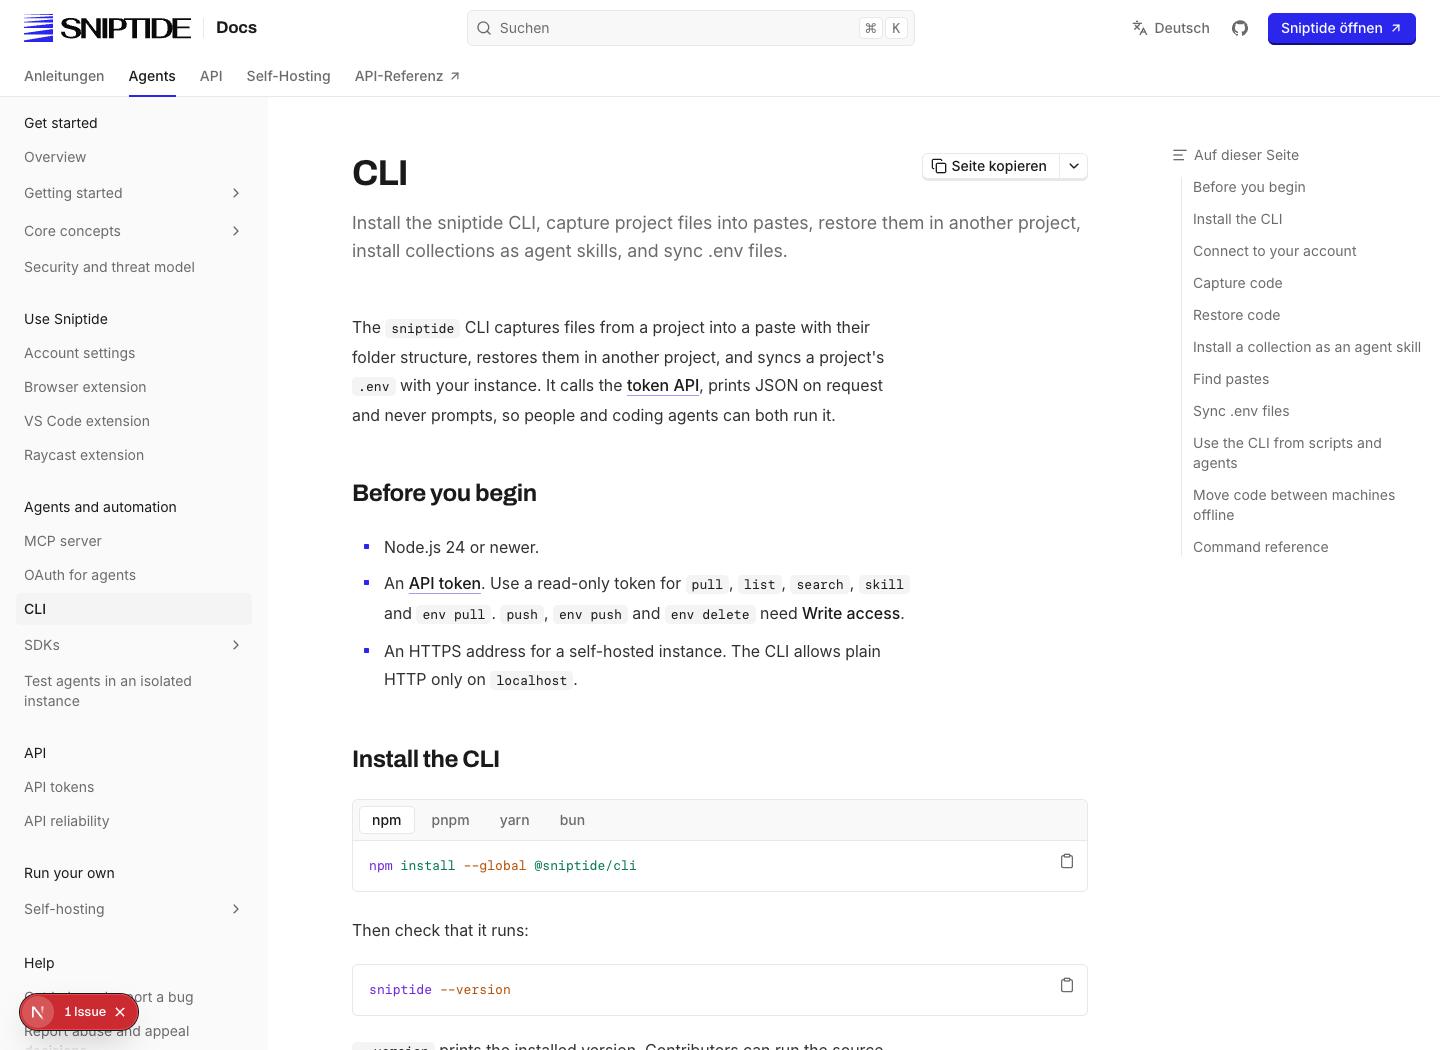 SNIPTIDE
Docs
Suchen
⌘ K
Deutsch
Sniptide öffnen
Anleitungen
Agents
API
Self-Hosting
API-Referenz
Get started
Overview
Getting started
Core concepts
Security and threat model
Use Sniptide
Account settings
Browser extension
VS Code extension
Raycast extension
Agents and automation
MCP server
OAuth for agents
CLI
SDKs
Test agents in an isolated
instance
API
API tokens
API reliability
Run your own
Self-hosting
Help
ort a bug
Report abuse and appeal
N
1 Issue
CLI
Seite kopieren
Install the sniptide CLI, capture project files into pastes, restore them in another project,
install collections as agent skills, and sync .env files.
The sniptide CLI captures files from a project into a paste with their
folder structure, restores them in another project, and syncs a project's
.env with your instance. It calls the token API, prints JSON on request
and never prompts, so people and coding agents can both run it.
Before you begin
Node.js 24 or newer.
An API token. Use a read-only token for pull, list, search, skill
and env pull. push, env push and env delete need Write access.
An HTTPS address for a self-hosted instance. The CLI allows plain
HTTP only on localhost.
Install the CLI
npm
pnpm
yarn
bun
npm install --global @sniptide/cli
Then check that it runs:
sniptide --version
prints the installed version. Contributors can run the source
Auf dieser Seite
Before you begin
Install the CLI
Connect to your account
Capture code
Restore code
Install a collection as an agent skill
Find pastes
Sync .env files
Use the CLI from scripts and
agents
Move code between machines
offline
Command reference